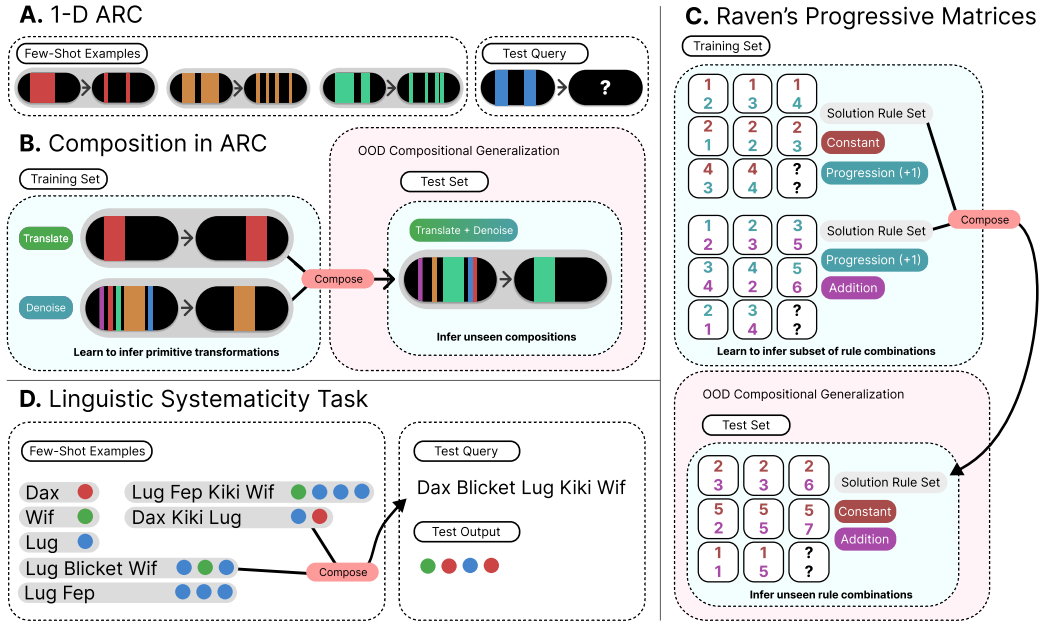 A. 1-D ARC
Few-Shot Examples
Test Query
?
B. Composition in ARC
Training Set
Translate
Denoise
Learn to infer primitive transformations
Compose
OOD Compositional Generalization
Test Set
Translate + Denoise
Infer unseen compositions
C. Raven's Progressive Matrices
Training Set
1 1 1
2 3 4
2 2 2
1 2 3
4 4 ?
3 4 ?
Solution Rule Set
Constant
Progression (+1)
1 2 3
2 3 5
3 4 5
4 2 6
2 3 ?
1 4 ?
Solution Rule Set
Progression (+1)
Addition
Compose
Learn to infer subset of rule combinations
OOD Compositional Generalization
Test Set
2 2 2
3 3 6
5 5 5
2 5 7
1 1 ?
1 5 ?
Solution Rule Set
Constant
Addition
Infer unseen rule combinations
D. Linguistic Systematicity Task
Few-Shot Examples
Dax
Wif
Lug
Lug Blicket Wif
Lug Fep
Lug Fep Kiki Wif
Dax Kiki Lug
Compose
Test Query
Dax Blicket Lug Kiki Wif
Test Output